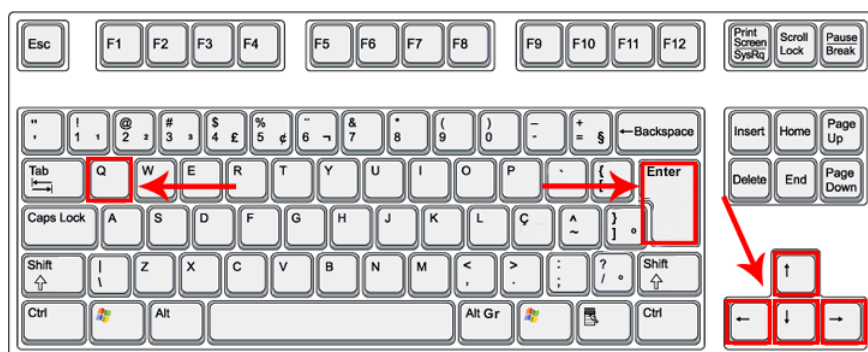 Esc F1 F2 F3 F4 F5 F6 F7 F8 F9 F10 F11 F12 Print Screen SysRq Scroll Lock Pause Break
" ' ! 1 ¹ @ 2 ² # 3 ³ $ 4 £ % 5 ¢ ¨ 6 ¬ & 7 * 8 ( 9 ) 0 _ - + = § ←Backspace Insert Home Page Up
Tab Q W E R T Y U I O P ` { [ Enter Delete End Page Down
Caps Lock A S D F G H J K L Ç ^ ~ } ] º
Shift | \ Z X C V B N M < , > . : ; ? / ° Shift ↑
Ctrl Alt Alt Gr Ctrl ← ↓ →